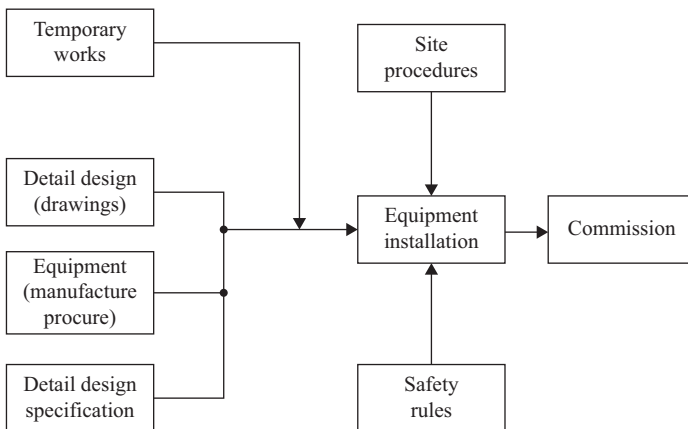 Temporary
works
Site
procedures
Detail design
(drawings)
Equipment
installation
Commission
Equipment
(manufacture
procure)
Detail design
specification
Safety
rules